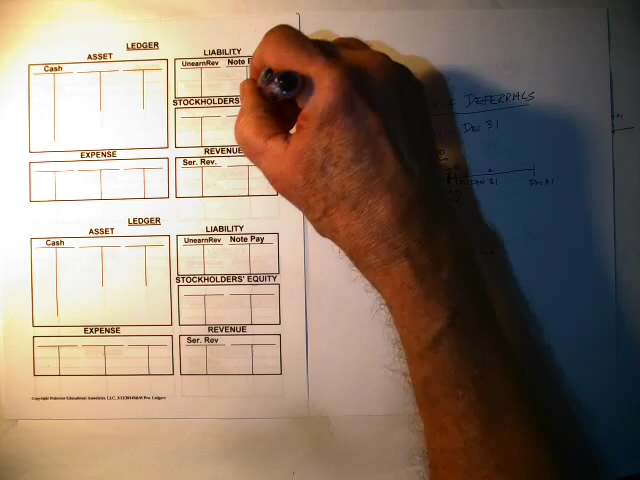 LEDGER
ASSET
LIABILITY
Cash
UnearnRev Note
STOCKHOLDERS'
EXPENSE
REVENUE
Ser. Rev.
LEDGER
ASSET
LIABILITY
Cash
UnearnRev Note Pay
STOCKHOLDERS' EQUITY
EXPENSE
REVENUE
Ser. Rev
DEFERRALS
DEC 31
JAN 31
DEC 31